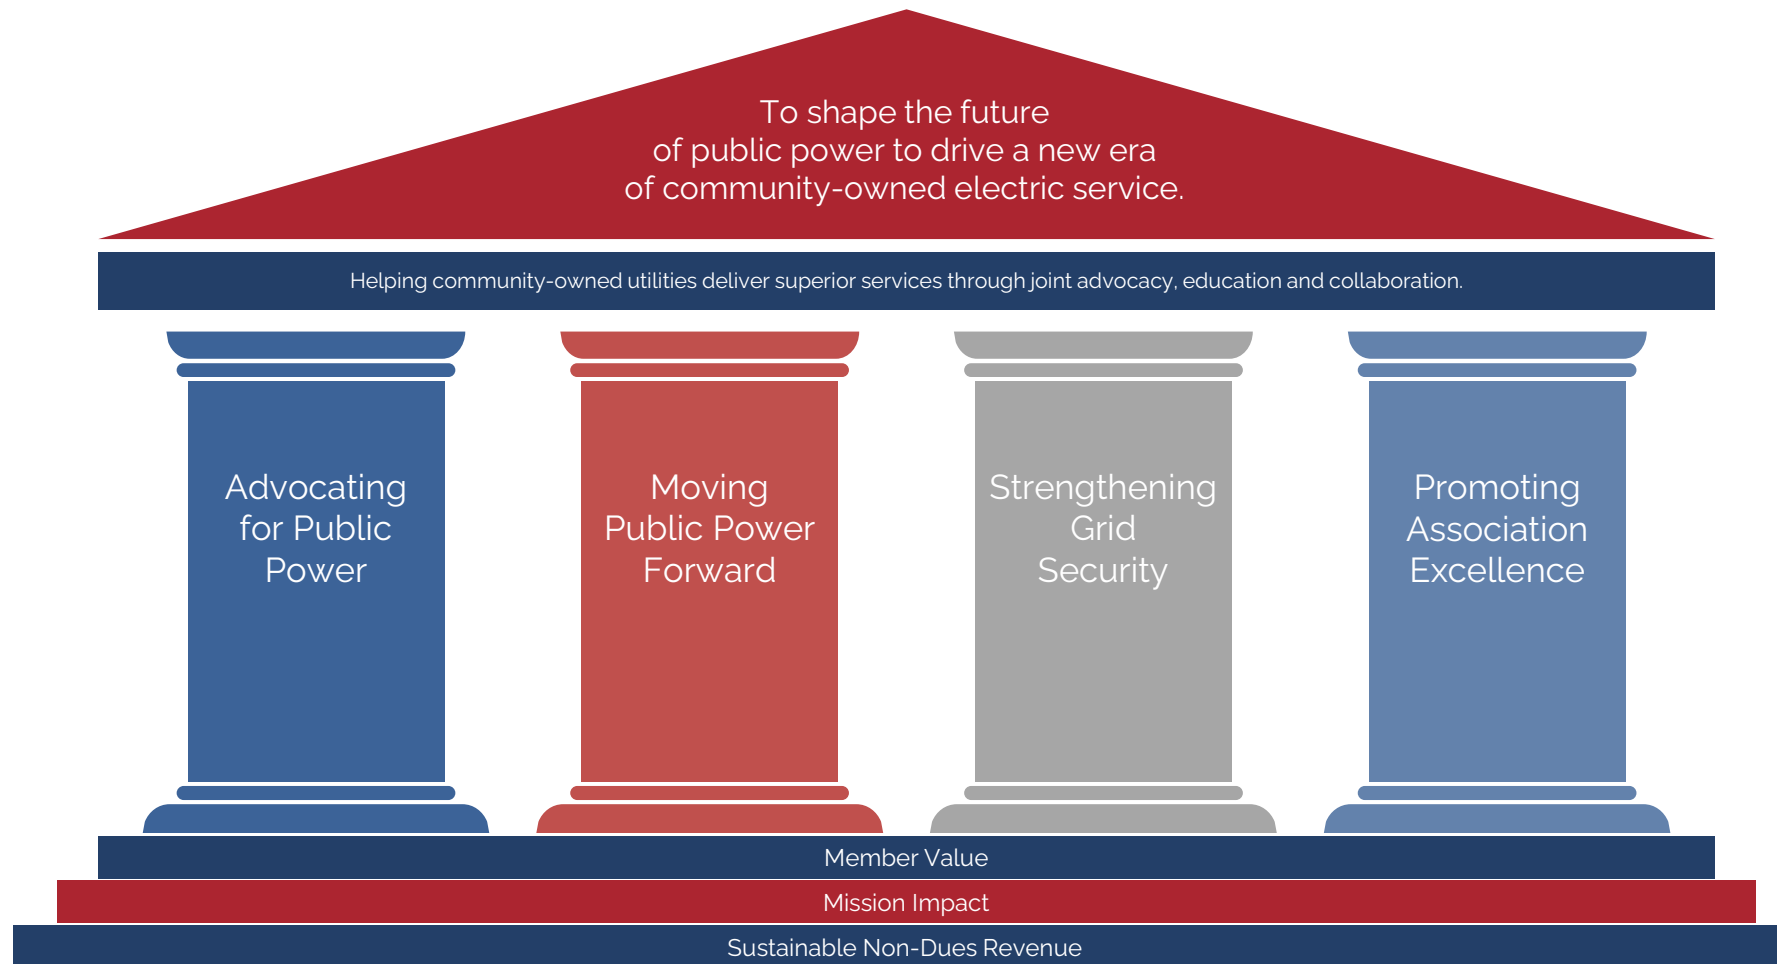 To shape the future
of public power to drive a new era
of community-owned electric service.
Helping community-owned utilities deliver superior services through joint advocacy, education and collaboration.
Advocating
for Public
Power
Moving
Public Power
Forward
Strengthening
Grid
Security
Promoting
Association
Excellence
Member Value
Mission Impact
Sustainable Non-Dues Revenue